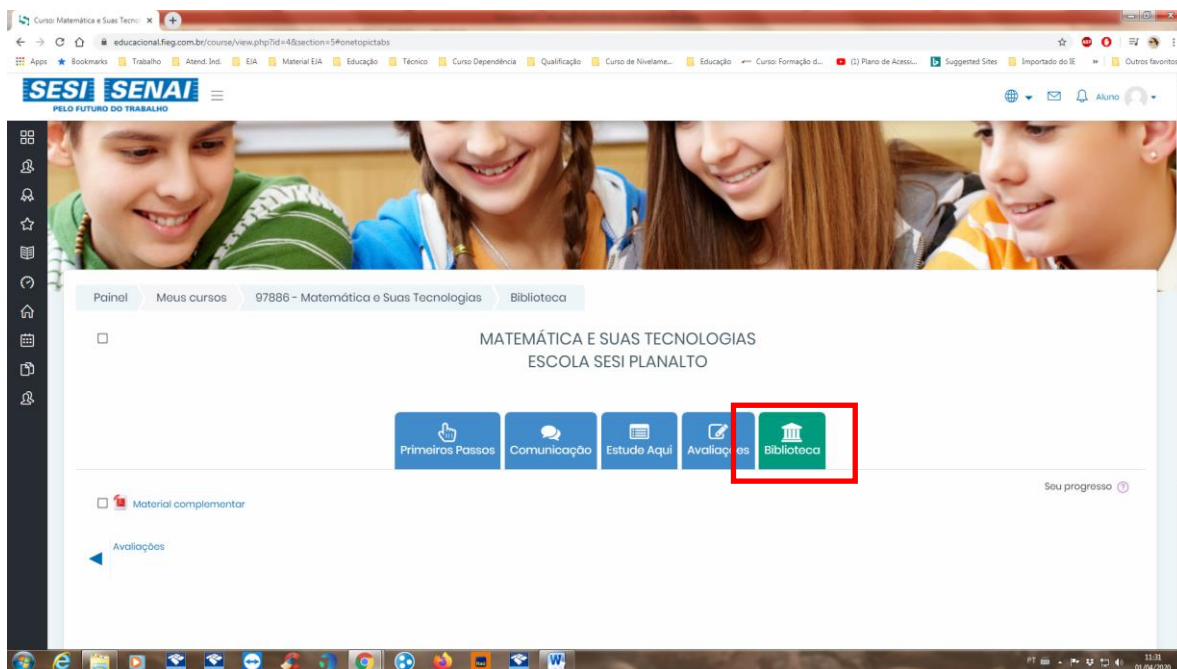 Curso: Matemática e Suas Tecno
educacional.fieg.com.br/course/view.php?id=4&section=5#onetopictabs
Apps Bookmarks Trabalho Atend. Ind. EJA Material EJA Educação Técnico Curso Dependência Qualificação Curso de Nivelame... Educação Curso: Formação d... (1) Plano de Acessi... Suggested Sites Importado do IE » Outros favoritos
SESI SENAI
PELO FUTURO DO TRABALHO
Aluno
Painel Meus cursos 97886 - Matemática e Suas Tecnologias Biblioteca
MATEMÁTICA E SUAS TECNOLOGIAS
ESCOLA SESI PLANALTO
Primeiros Passos Comunicação Estude Aqui Avaliações Biblioteca
Seu progresso
Material complementar
Avaliações
PT 11:31
01/04/2020